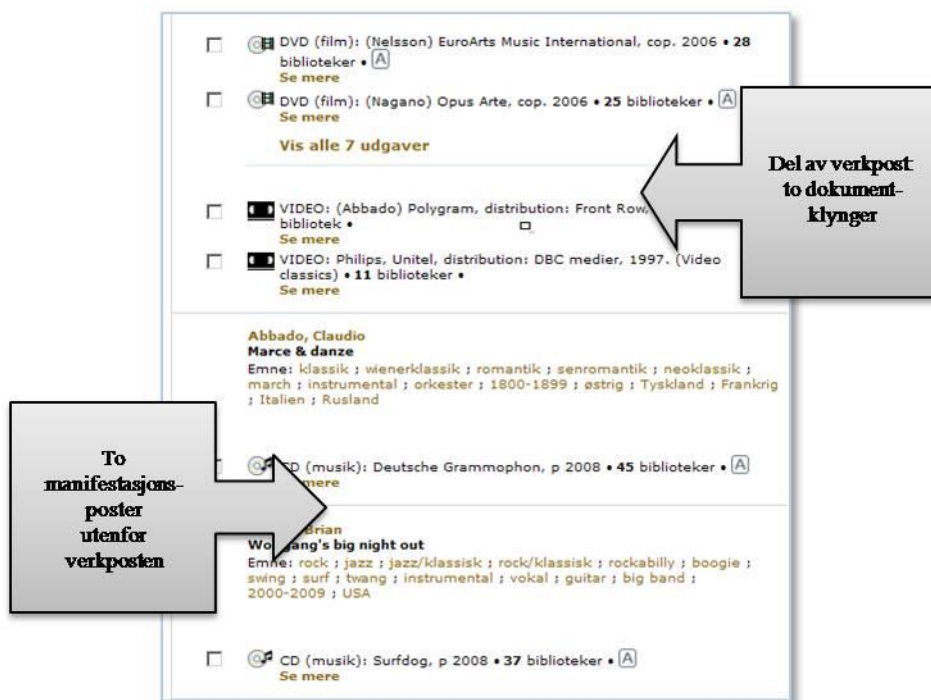 DVD (film): (Nelsson) EuroArts Music International, cop. 2006 • 28
biblioteker • A
Se mere
DVD (film): (Nagano) Opus Arte, cop. 2006 • 25 biblioteker • A
Se mere
Vis alle 7 udgaver
Del av verkpost:
to dokument-
klynger
VIDEO: (Abbado) Polygram, distribution: Front Row,
bibliotek •
Se mere
VIDEO: Philips, Unitel, distribution: DBC medier, 1997. (Video
classics) • 11 biblioteker •
Se mere
Abbado, Claudio
Marce & danze
Emne: klassik ; wienerklassik ; romantik ; senromantik ; neoklassik ;
march ; instrumental ; orkester ; 1800-1899 ; østrig ; Tyskland ; Frankrig
; Italien ; Rusland
To
manifestasjons-
poster
utenfor
verkposten
CD (musik): Deutsche Grammophon, p 2008 • 45 biblioteker • A
mere
Brian
big night out
Emne: rock ; jazz ; jazz/klassisk ; rock/klassisk ; rockabilly ; boogie ;
swing ; surf ; twang ; instrumental ; vokal ; guitar ; big band ;
2000-2009 ; USA
CD (musik): Surfdog, p 2008 • 37 biblioteker • A
Se mere